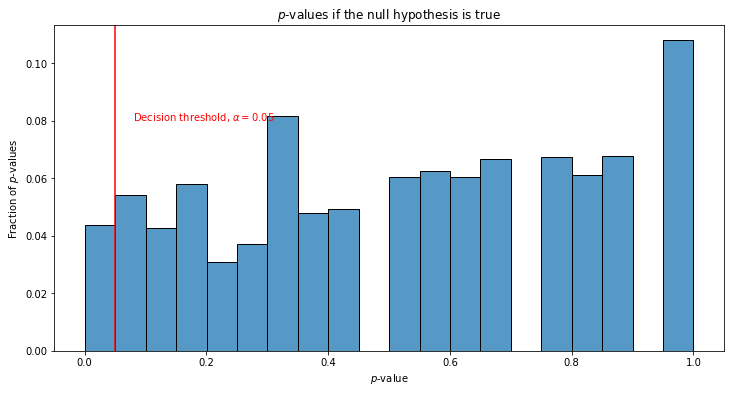 p-values if the null hypothesis is true
Decision threshold, α = 0.05
Fraction of p-values
0.10
0.08
0.06
0.04
0.02
0.00
0.0 0.2 0.4 0.6 0.8 1.0
p-value